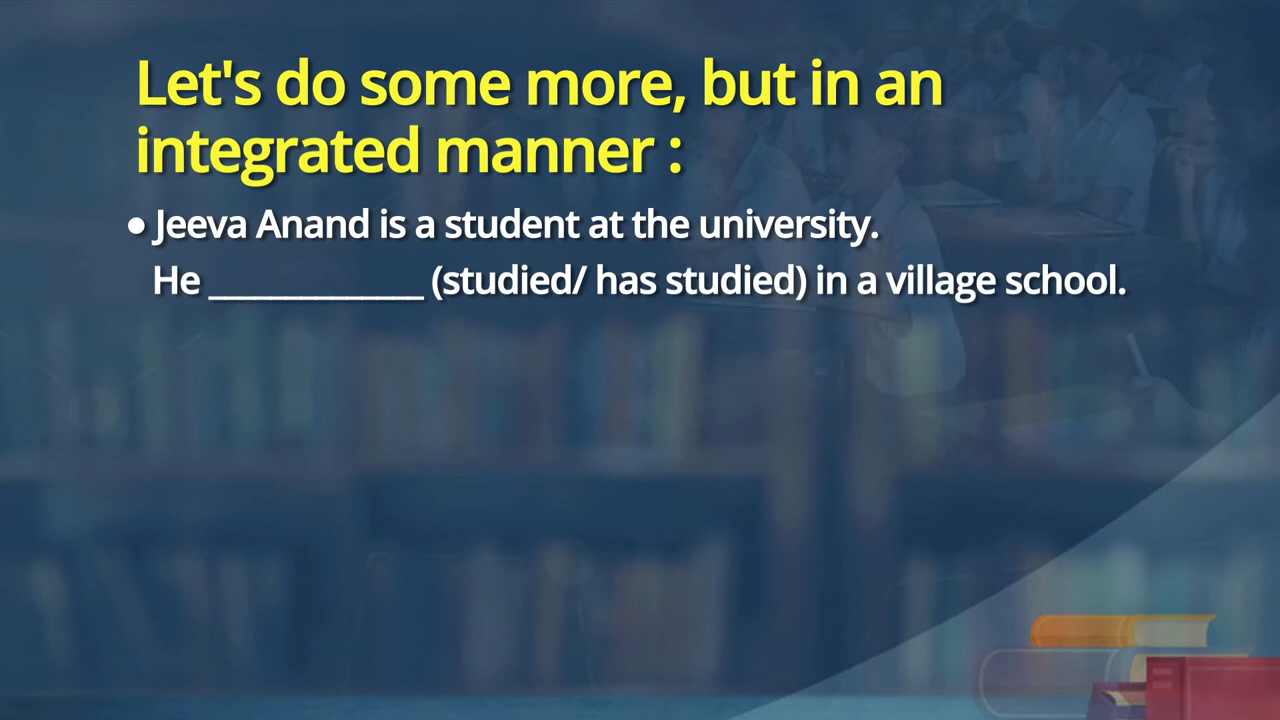 Let's do some more, but in an
integrated manner :
● Jeeva Anand is a student at the university.
He ____________ (studied/ has studied) in a village school.